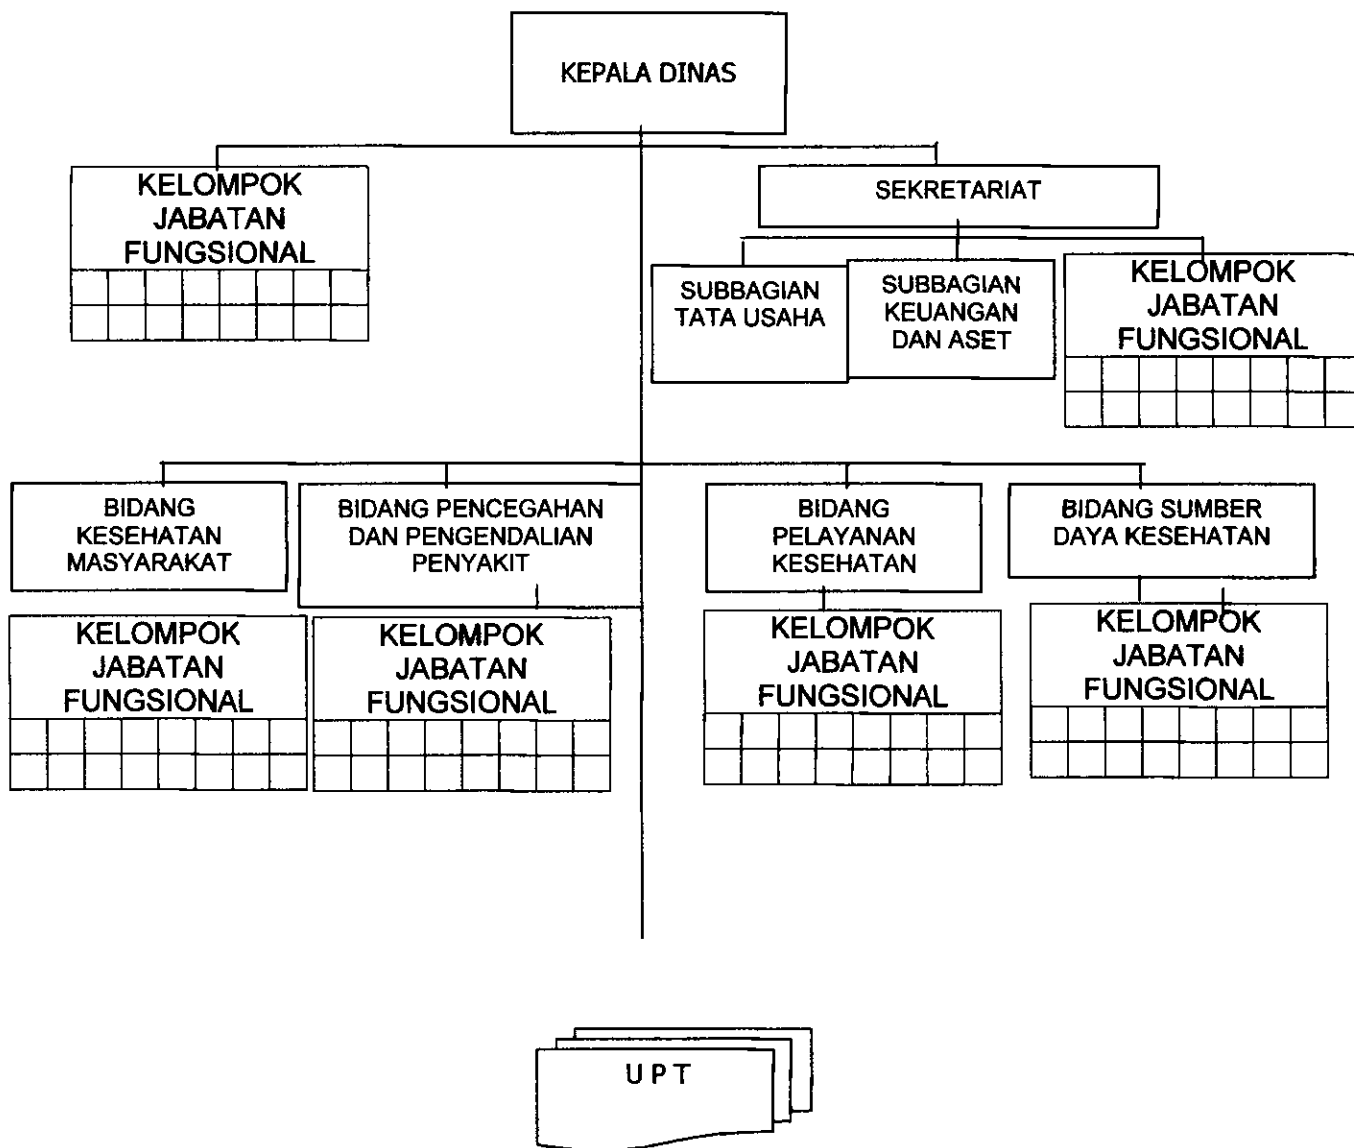 KEPALA DINAS
KELOMPOK
JABATAN
FUNGSIONAL
SEKRETARIAT
SUBBAGIAN
TATA USAHA
SUBBAGIAN
KEUANGAN
DAN ASET
KELOMPOK
JABATAN
FUNGSIONAL
BIDANG
KESEHATAN
MASYARAKAT
BIDANG PENCEGAHAN
DAN PENGENDALIAN
PENYAKIT
BIDANG
PELAYANAN
KESEHATAN
BIDANG SUMBER
DAYA KESEHATAN
KELOMPOK
JABATAN
FUNGSIONAL
KELOMPOK
JABATAN
FUNGSIONAL
KELOMPOK
JABATAN
FUNGSIONAL
KELOMPOK
JABATAN
FUNGSIONAL
U P T